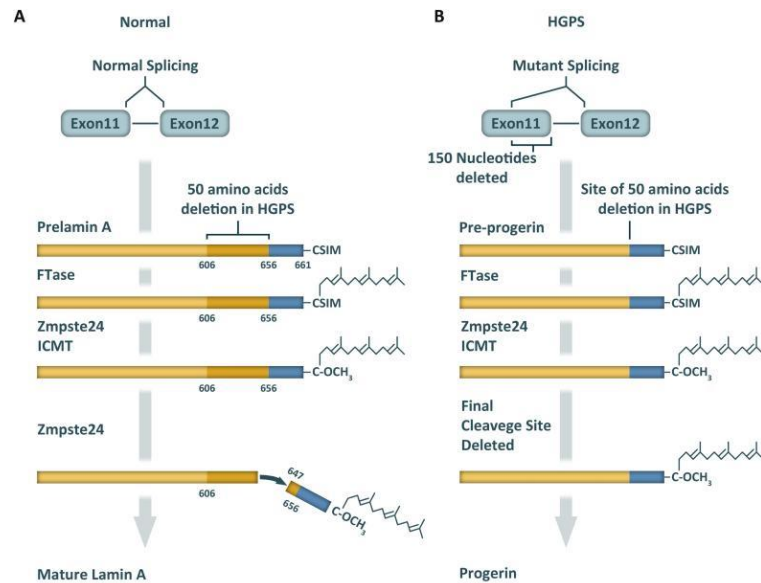 A
Normal
Normal Splicing
Exon11
Exon12
50 amino acids
deletion in HGPS
Prelamin A
CSIM
606
656
661
FTase
CSIM
606
656
Zmpste24
ICMT
C-OCH3
606
656
Zmpste24
606
647
656
C-OCH3
Mature Lamin A
B
HGPS
Mutant Splicing
Exon11
Exon12
150 Nucleotides
deleted
Site of 50 amino acids
deletion in HGPS
Pre-progerin
CSIM
FTase
CSIM
Zmpste24
ICMT
C-OCH3
Final
Cleavege Site
Deleted
C-OCH3
Progerin